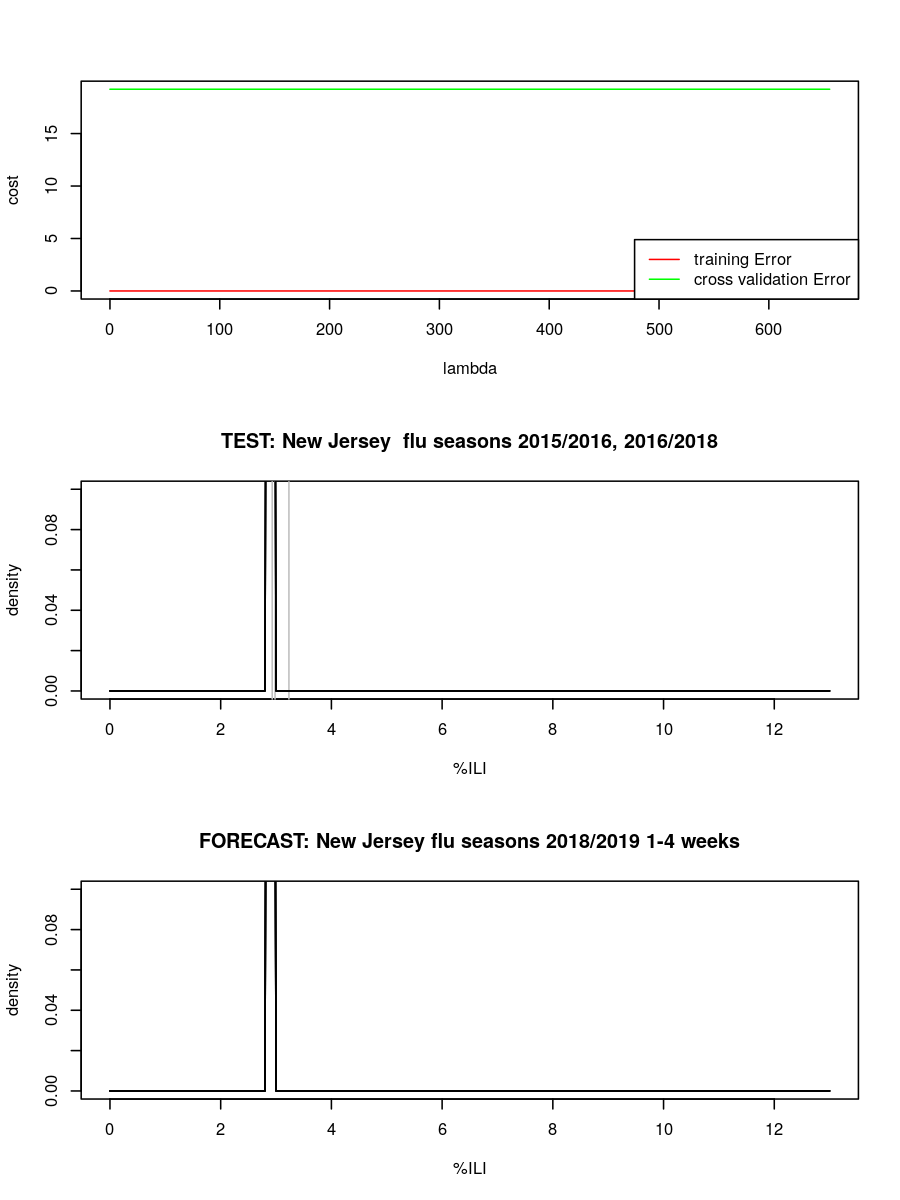 cost
0 5 10 15
training Error
cross validation Error
0 100 200 300 400 500 600
lambda
TEST: New Jersey  flu seasons 2015/2016, 2016/2018
density
0.00 0.04 0.08
0 2 4 6 8 10 12
%ILI
FORECAST: New Jersey flu seasons 2018/2019 1-4 weeks
density
0.00 0.04 0.08
0 2 4 6 8 10 12
%ILI